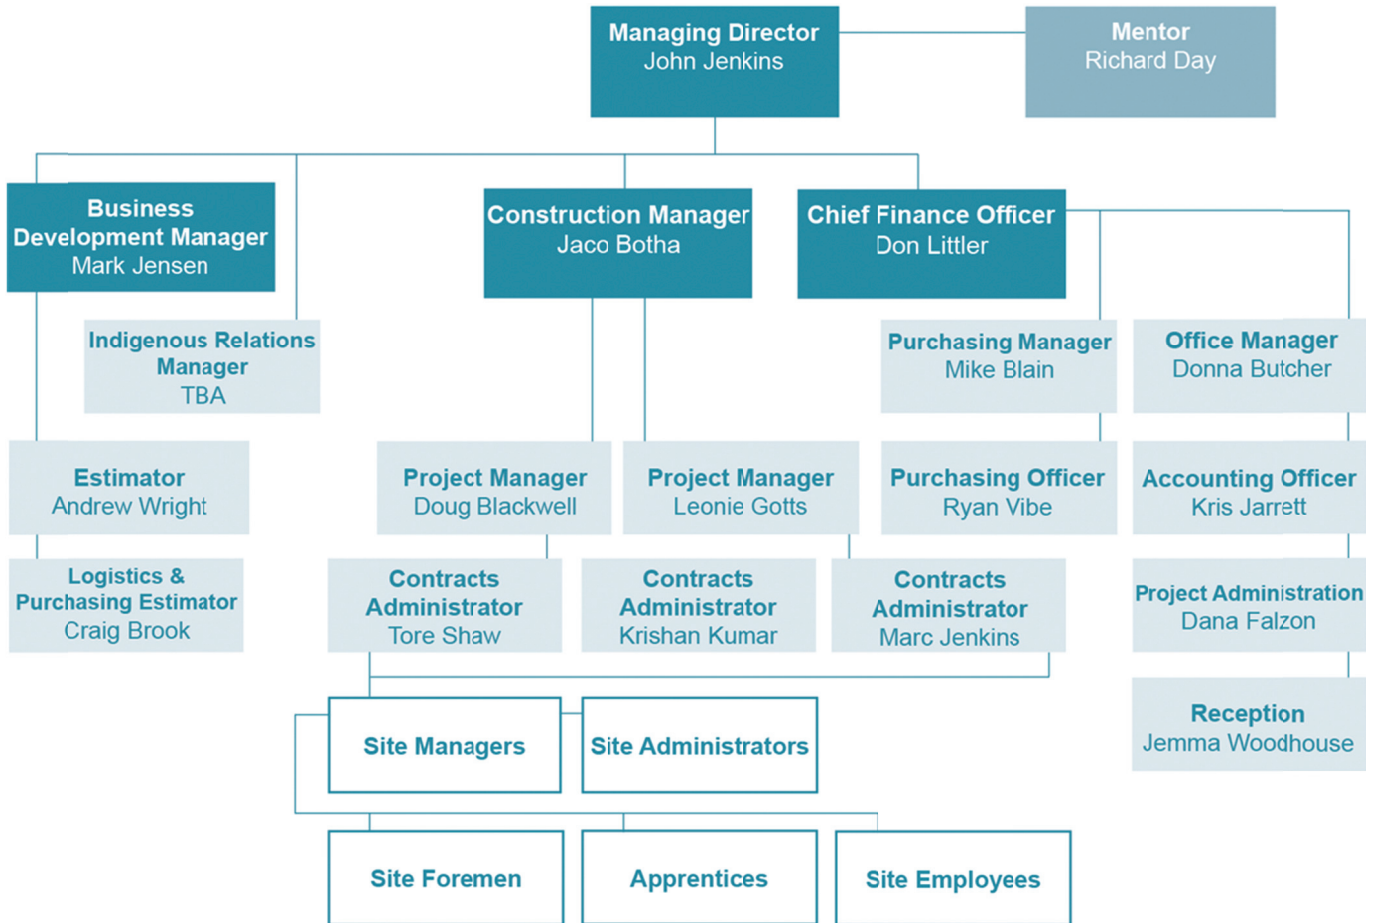 Managing Director
John Jenkins
Mentor
Richard Day
Business
Development Manager
Mark Jensen
Construction Manager
Jaco Botha
Chief Finance Officer
Don Littler
Indigenous Relations
Manager
TBA
Purchasing Manager
Mike Blain
Office Manager
Donna Butcher
Estimator
Andrew Wright
Project Manager
Doug Blackwell
Project Manager
Leonie Gotts
Purchasing Officer
Ryan Vibe
Accounting Officer
Kris Jarrett
Logistics &
Purchasing Estimator
Craig Brook
Contracts
Administrator
Tore Shaw
Contracts
Administrator
Krishan Kumar
Contracts
Administrator
Marc Jenkins
Project Administration
Dana Falzon
Reception
Jemma Woodhouse
Site Managers
Site Administrators
Site Foremen
Apprentices
Site Employees